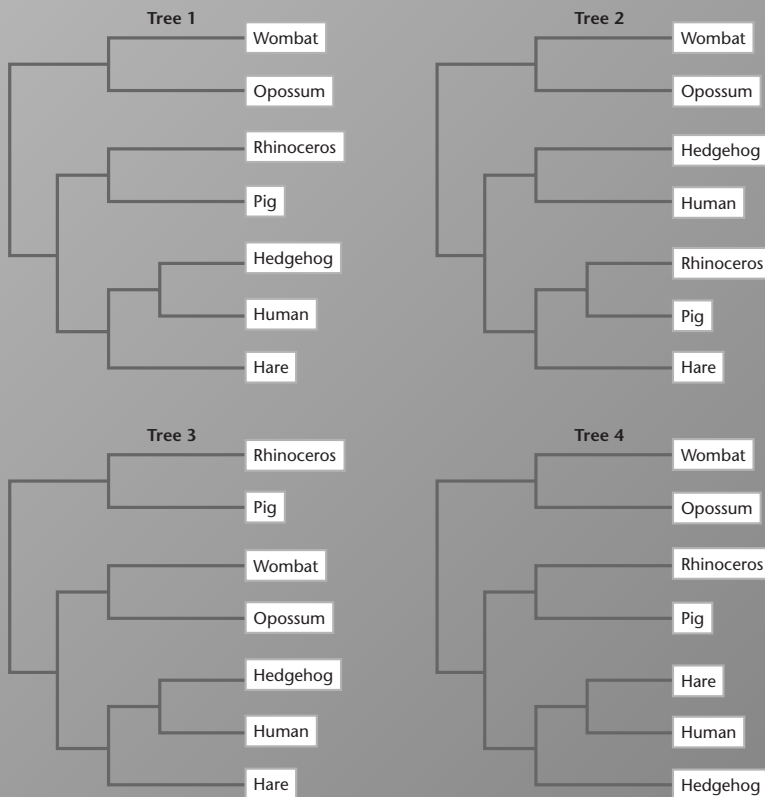 Tree 1
Wombat
Opossum
Rhinoceros
Pig
Hedgehog
Human
Hare
Tree 2
Wombat
Opossum
Hedgehog
Human
Rhinoceros
Pig
Hare
Tree 3
Rhinoceros
Pig
Wombat
Opossum
Hedgehog
Human
Hare
Tree 4
Wombat
Opossum
Rhinoceros
Pig
Hare
Human
Hedgehog